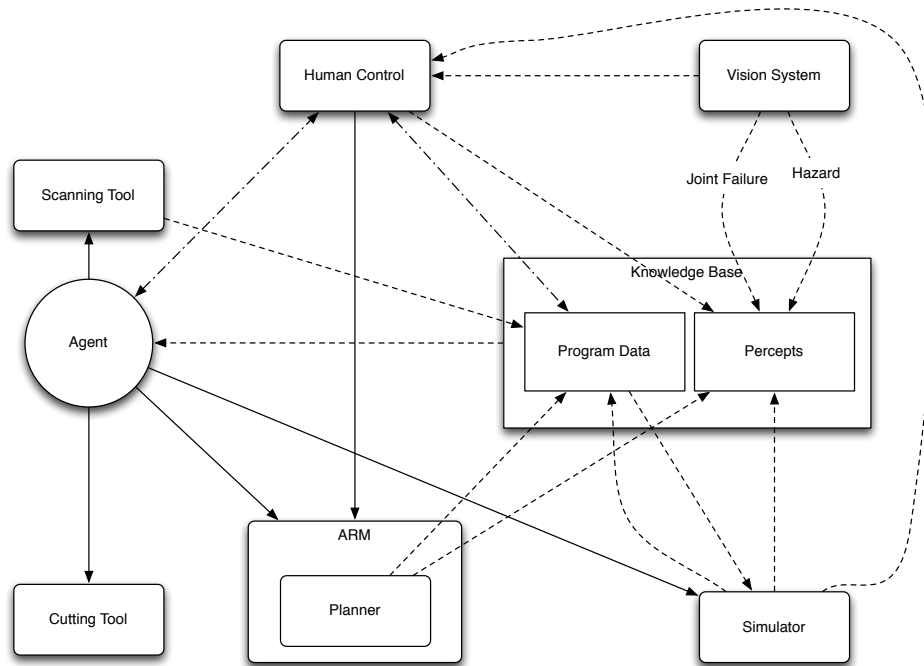 Human Control
Vision System
Scanning Tool
Joint Failure
Hazard
Knowledge Base
Agent
Program Data
Percepts
ARM
Planner
Cutting Tool
Simulator